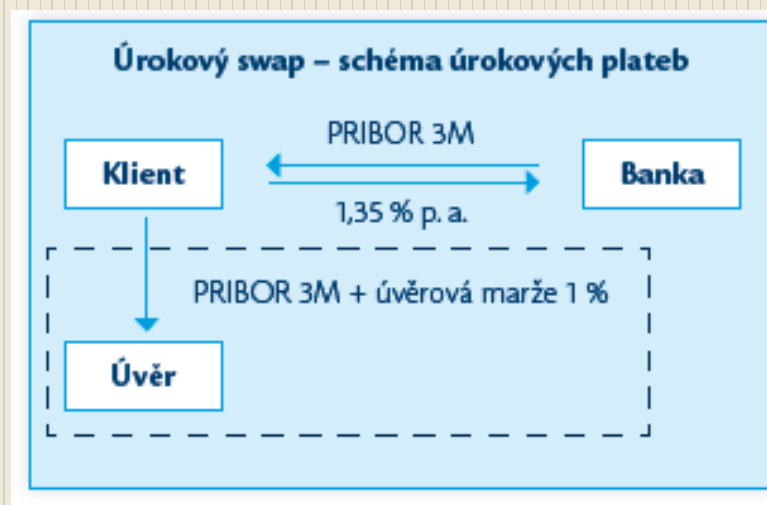 Úrokový swap – schéma úrokových plateb
PRIBOR 3M
Klient
Banka
1,35 % p. a.
PRIBOR 3M + úvěrová marže 1 %
Úvěr